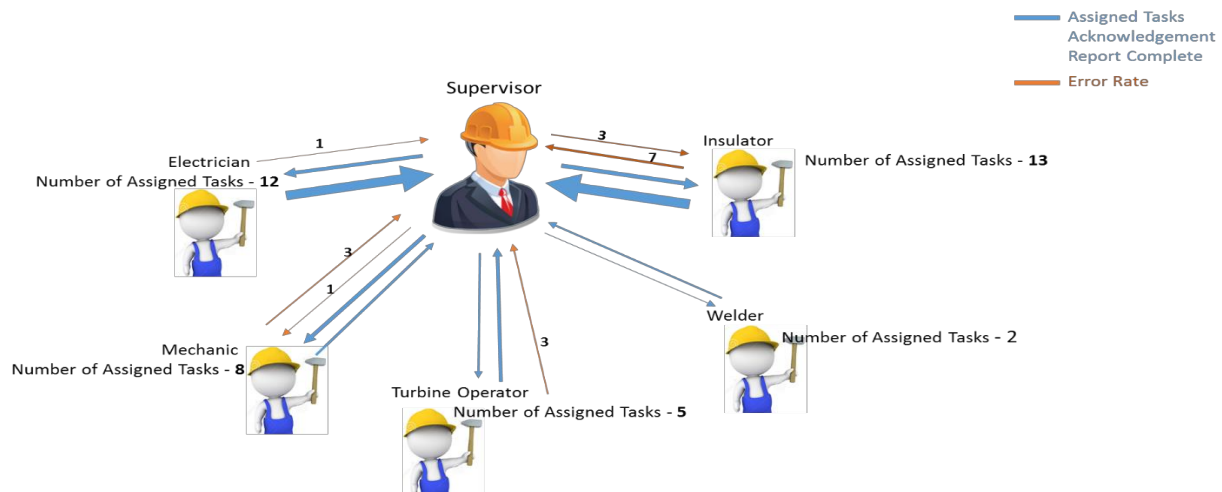 Assigned Tasks
Acknowledgement
Report Complete
Error Rate
Supervisor
1
3
7
Insulator
Number of Assigned Tasks - 13
Electrician
Number of Assigned Tasks - 12
3
1
Welder
Number of Assigned Tasks - 2
3
Mechanic
Number of Assigned Tasks - 8
Turbine Operator
Number of Assigned Tasks - 5